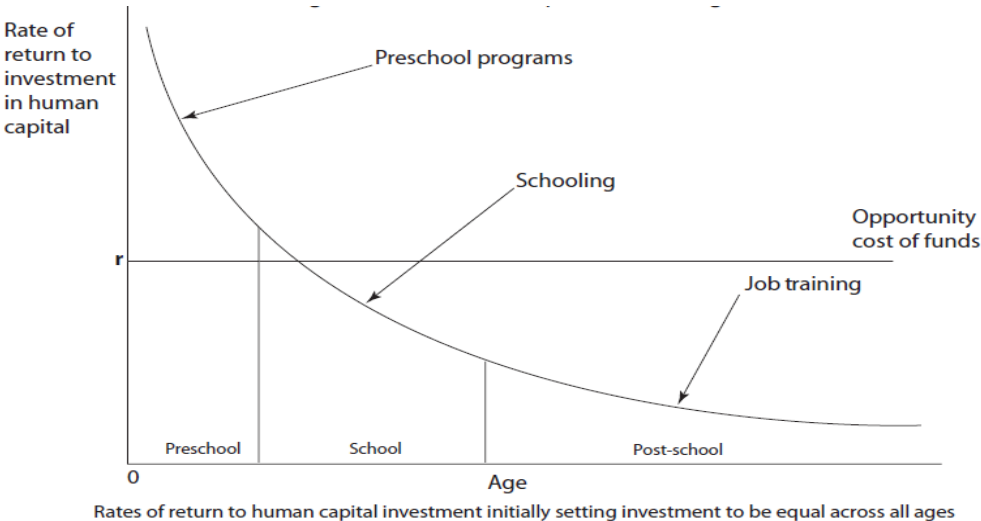 Rate of
return to
investment
in human
capital
Preschool programs
Schooling
Opportunity
cost of funds
r
Job training
Preschool
School
Post-school
0
Age
Rates of return to human capital investment initially setting investment to be equal across all ages